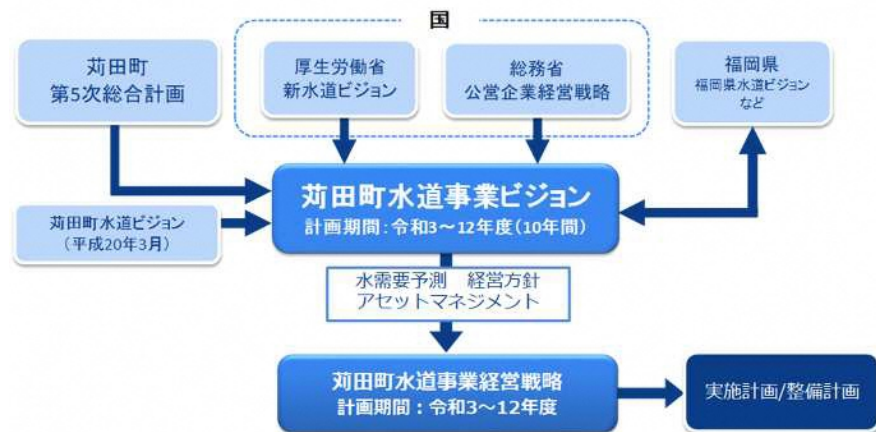 国
苅田町
第5次総合計画
厚生労働省
新水道ビジョン
総務省
公営企業経営戦略
福岡県
福岡県水道ビジョン
など
苅田町水道事業ビジョン
計画期間：令和3～12年度(10年間)
苅田町水道ビジョン
（平成20年3月）
水需要予測　経営方針
アセットマネジメント
苅田町水道事業経営戦略
計画期間：令和3～12年度
実施計画/整備計画